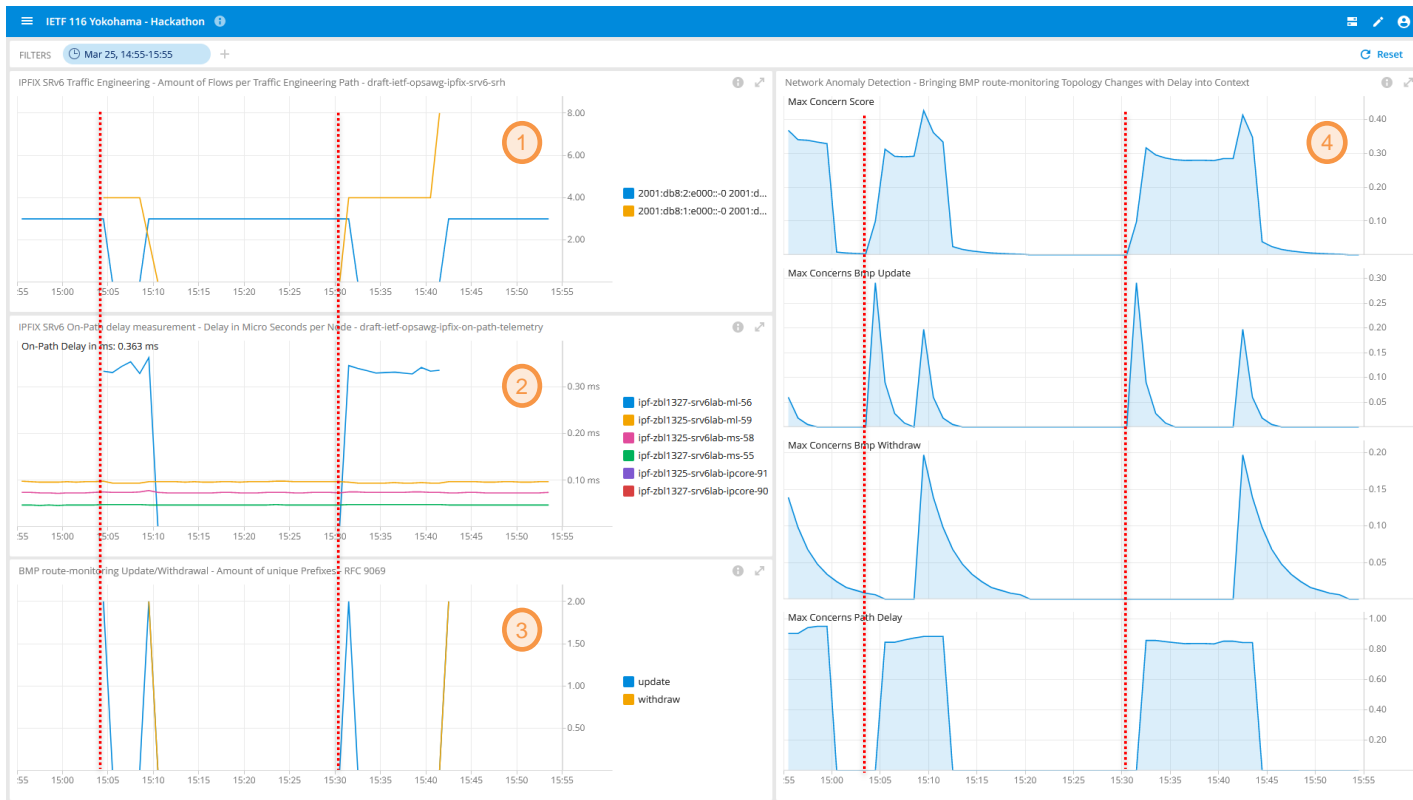 IETF 116 Yokohama - Hackathon
FILTERS Mar 25, 14:55-15:55 +
Reset
IPFIX SRv6 Traffic Engineering - Amount of Flows per Traffic Engineering Path - draft-ietf-opsawg-ipfix-srv6-srh
8.00
6.00
4.00
2.00
1
2001:db8:2:e000::-0 2001:d...
2001:db8:1:e000::-0 2001:d...
:55 15:00 15:05 15:10 15:15 15:20 15:25 15:30 15:35 15:40 15:45 15:50 15:55
IPFIX SRv6 On-Path delay measurement - Delay in Micro Seconds per Node - draft-ietf-opsawg-ipfix-on-path-telemetry
On-Path Delay in ms: 0.363 ms
0.30 ms
0.20 ms
0.10 ms
2
ipf-zbl1327-srv6lab-ml-56
ipf-zbl1325-srv6lab-ml-59
ipf-zbl1325-srv6lab-ms-58
ipf-zbl1327-srv6lab-ms-55
ipf-zbl1325-srv6lab-ipcore-91
ipf-zbl1327-srv6lab-ipcore-90
:55 15:00 15:05 15:10 15:15 15:20 15:25 15:30 15:35 15:40 15:45 15:50 15:55
BMP route-monitoring Update/Withdrawal - Amount of unique Prefixes - RFC 9069
2.00
1.50
1.00
0.50
3
update
withdraw
:55 15:00 15:05 15:10 15:15 15:20 15:25 15:30 15:35 15:40 15:45 15:50 15:55
Network Anomaly Detection - Bringing BMP route-monitoring Topology Changes with Delay into Context
Max Concern Score
0.40
0.30
0.20
0.10
4
Max Concerns Bmp Update
0.30
0.25
0.20
0.15
0.10
0.05
Max Concerns Bmp Withdraw
0.20
0.15
0.10
0.05
Max Concerns Path Delay
1.00
0.80
0.60
0.40
0.20
:55 15:00 15:05 15:10 15:15 15:20 15:25 15:30 15:35 15:40 15:45 15:50 15:55